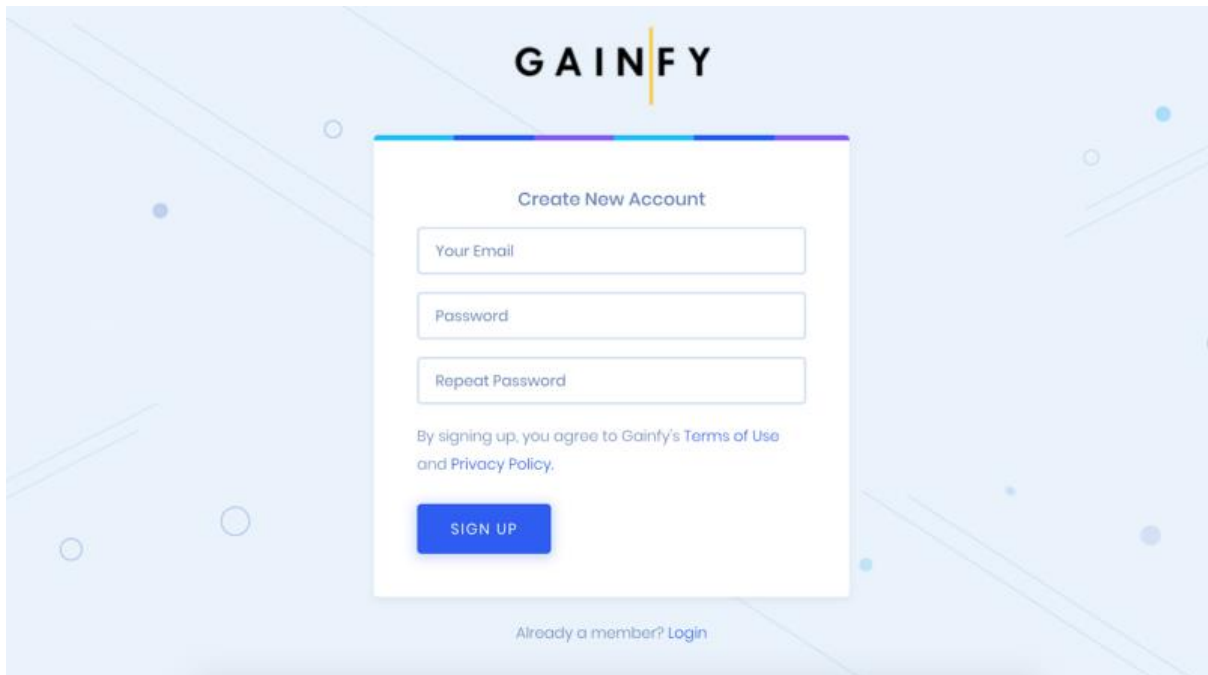 GAINFY
Create New Account
Your Email
Password
Repeat Password
By signing up, you agree to Gainfy's Terms of Use
and Privacy Policy.
SIGN UP
Already a member? Login